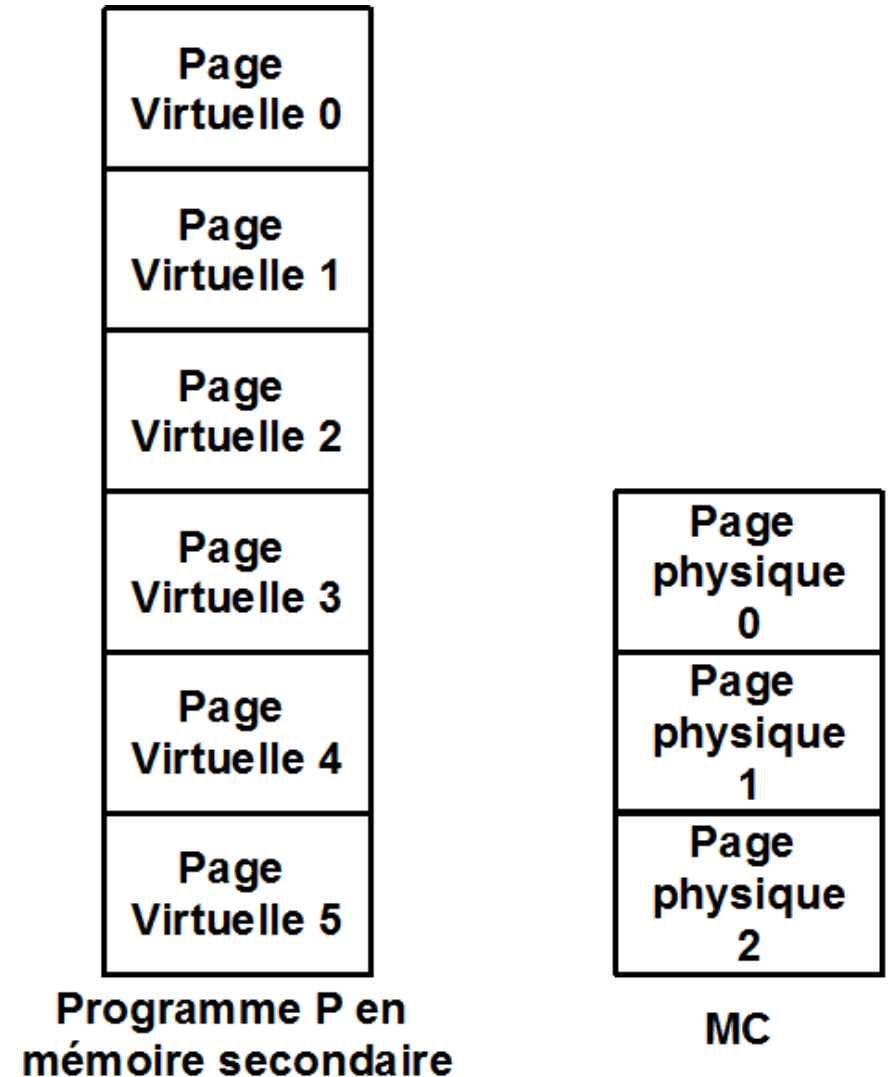 Page
Virtuelle 0
Page
Virtuelle 1
Page
Virtuelle 2
Page
Virtuelle 3
Page
Virtuelle 4
Page
Virtuelle 5
Programme P en
mémoire secondaire
Page
physique
0
Page
physique
1
Page
physique
2
MC